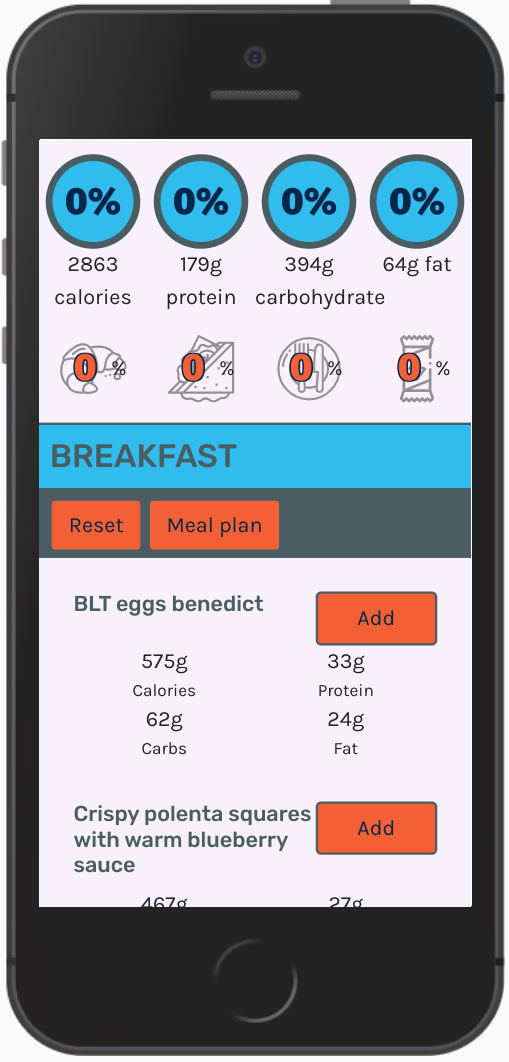 0% 0% 0% 0%
2863 179g 394g 64g fat
calories protein carbohydrate
0 % 0 % 0 % 0 %
BREAKFAST
Reset Meal plan
BLT eggs benedict Add
575g 33g
Calories Protein
62g 24g
Carbs Fat
Crispy polenta squares Add
with warm blueberry
sauce
467g 27g